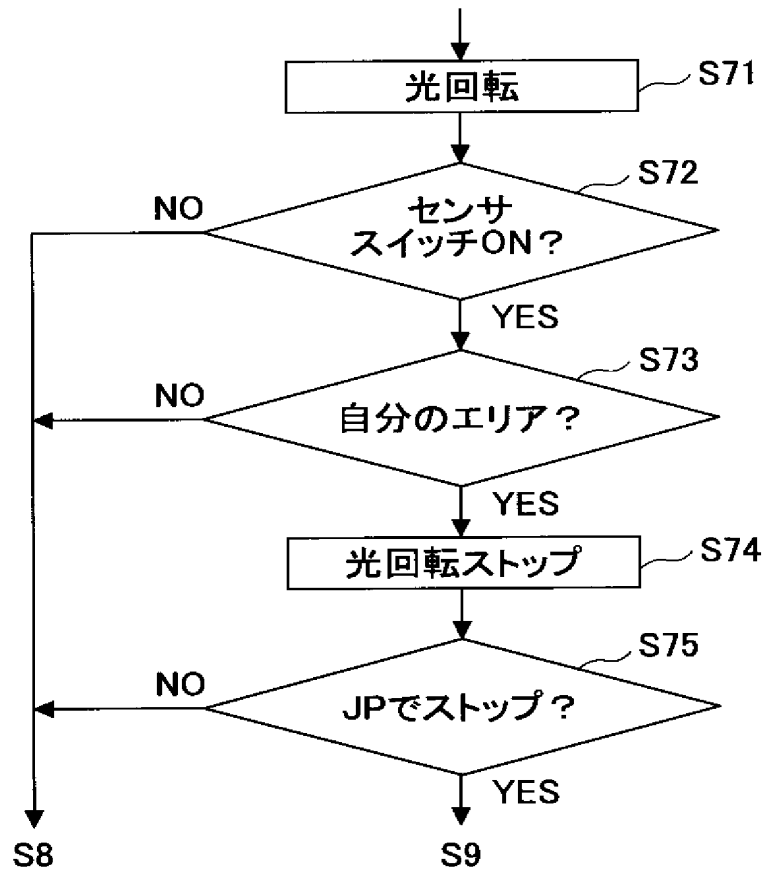 光回転
S71
S72
センサ
スイッチON?
NO
YES
S73
自分のエリア?
NO
YES
光回転ストップ
S74
S75
JPでストップ?
NO
YES
S8
S9